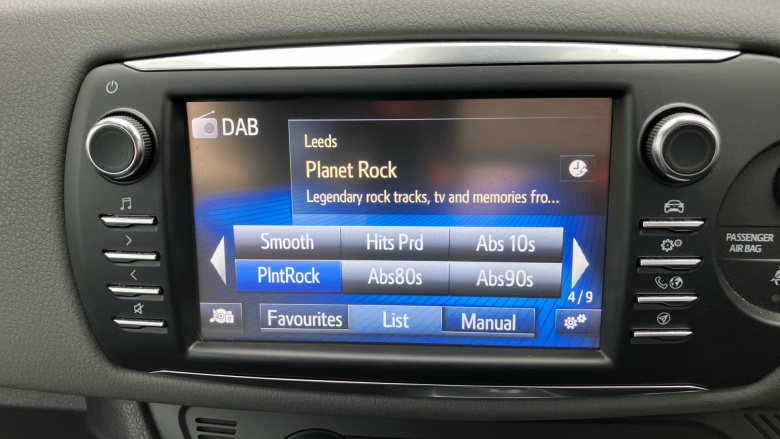 DAB
Leeds
Planet Rock
Legendary rock tracks, tv and memories fro...
Smooth Hits Prd Abs 10s
PlntRock Abs80s Abs90s
4/9
Favourites List Manual
PASSENGER
AIR BAG